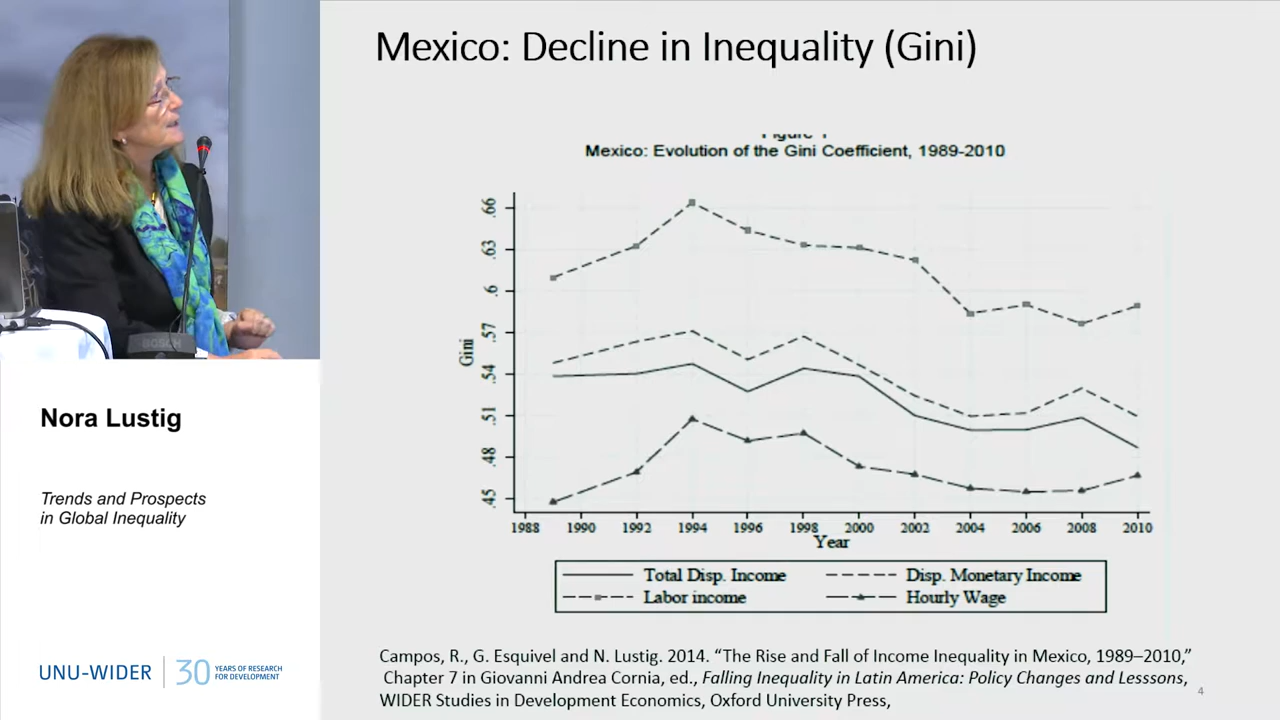 Mexico: Decline in Inequality (Gini)
Mexico: Evolution of the Gini Coefficient, 1989-2010
.66
.63
.6
.57
.54
.51
.48
.45
Gini
1988 1990 1992 1994 1996 1998 2000 2002 2004 2006 2008 2010
Year
Total Disp. Income Disp. Monetary Income
Labor income Hourly Wage
Campos, R., G. Esquivel and N. Lustig. 2014. “The Rise and Fall of Income Inequality in Mexico, 1989–2010,”
Chapter 7 in Giovanni Andrea Cornia, ed., Falling Inequality in Latin America: Policy Changes and Lesssons,
WIDER Studies in Development Economics, Oxford University Press,
4
BOSCH
Nora Lustig
Trends and Prospects
in Global Inequality
UNU-WIDER
30 YEARS OF RESEARCH
FOR DEVELOPMENT